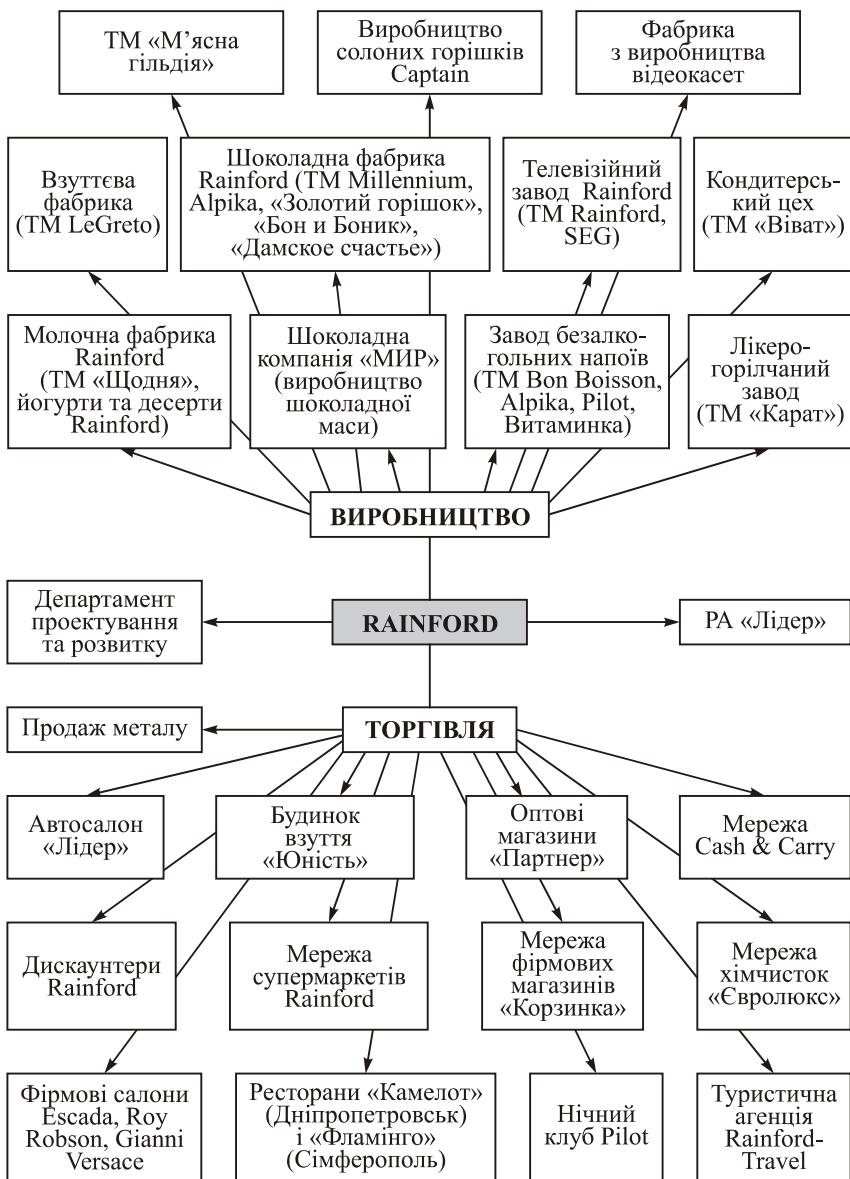 ТМ «М’ясна
гільдія»
Виробництво
солоних горішків
Captain
Фабрика
з виробництва
відеокасет
Взуттєва
фабрика
(ТМ LeGreto)
Шоколадна фабрика
Rainford (ТМ Millennium,
Alpika, «Золотий горішок»,
«Бон и Боник»,
«Дамское счастье»)
Телевізійний
завод Rainford
(ТМ Rainford,
SEG)
Кондитерсь-
кий цех
(ТМ «Віват»)
Молочна фабрика
Rainford
(ТМ «Щодня»,
йогурти та десерти
Rainford)
Шоколадна
компанія «МИР»
(виробництво
шоколадної
маси)
Завод безалко-
гольних напоїв
(ТМ Bon Boisson,
Alpika, Pilot,
Витаминка)
Лікеро-
горілчаний
завод
(ТМ «Карат»)
ВИРОБНИЦТВО
Департамент
проектування
та розвитку
RAINFORD
РА «Лідер»
Продаж металу
ТОРГІВЛЯ
Автосалон
«Лідер»
Будинок
взуття
«Юність»
Оптові
магазини
«Партнер»
Мережа
Cash & Carry
Дискаунтери
Rainford
Мережа
супермаркетів
Rainford
Мережа
фірмових
магазинів
«Корзинка»
Мережа
хімчисток
«Євролюкс»
Фірмові салони
Escada, Roy
Robson, Gianni
Versace
Ресторани «Камелот»
(Дніпропетровськ)
і «Фламінго»
(Сімферополь)
Нічний
клуб Pilot
Туристична
агенція
Rainford-
Travel